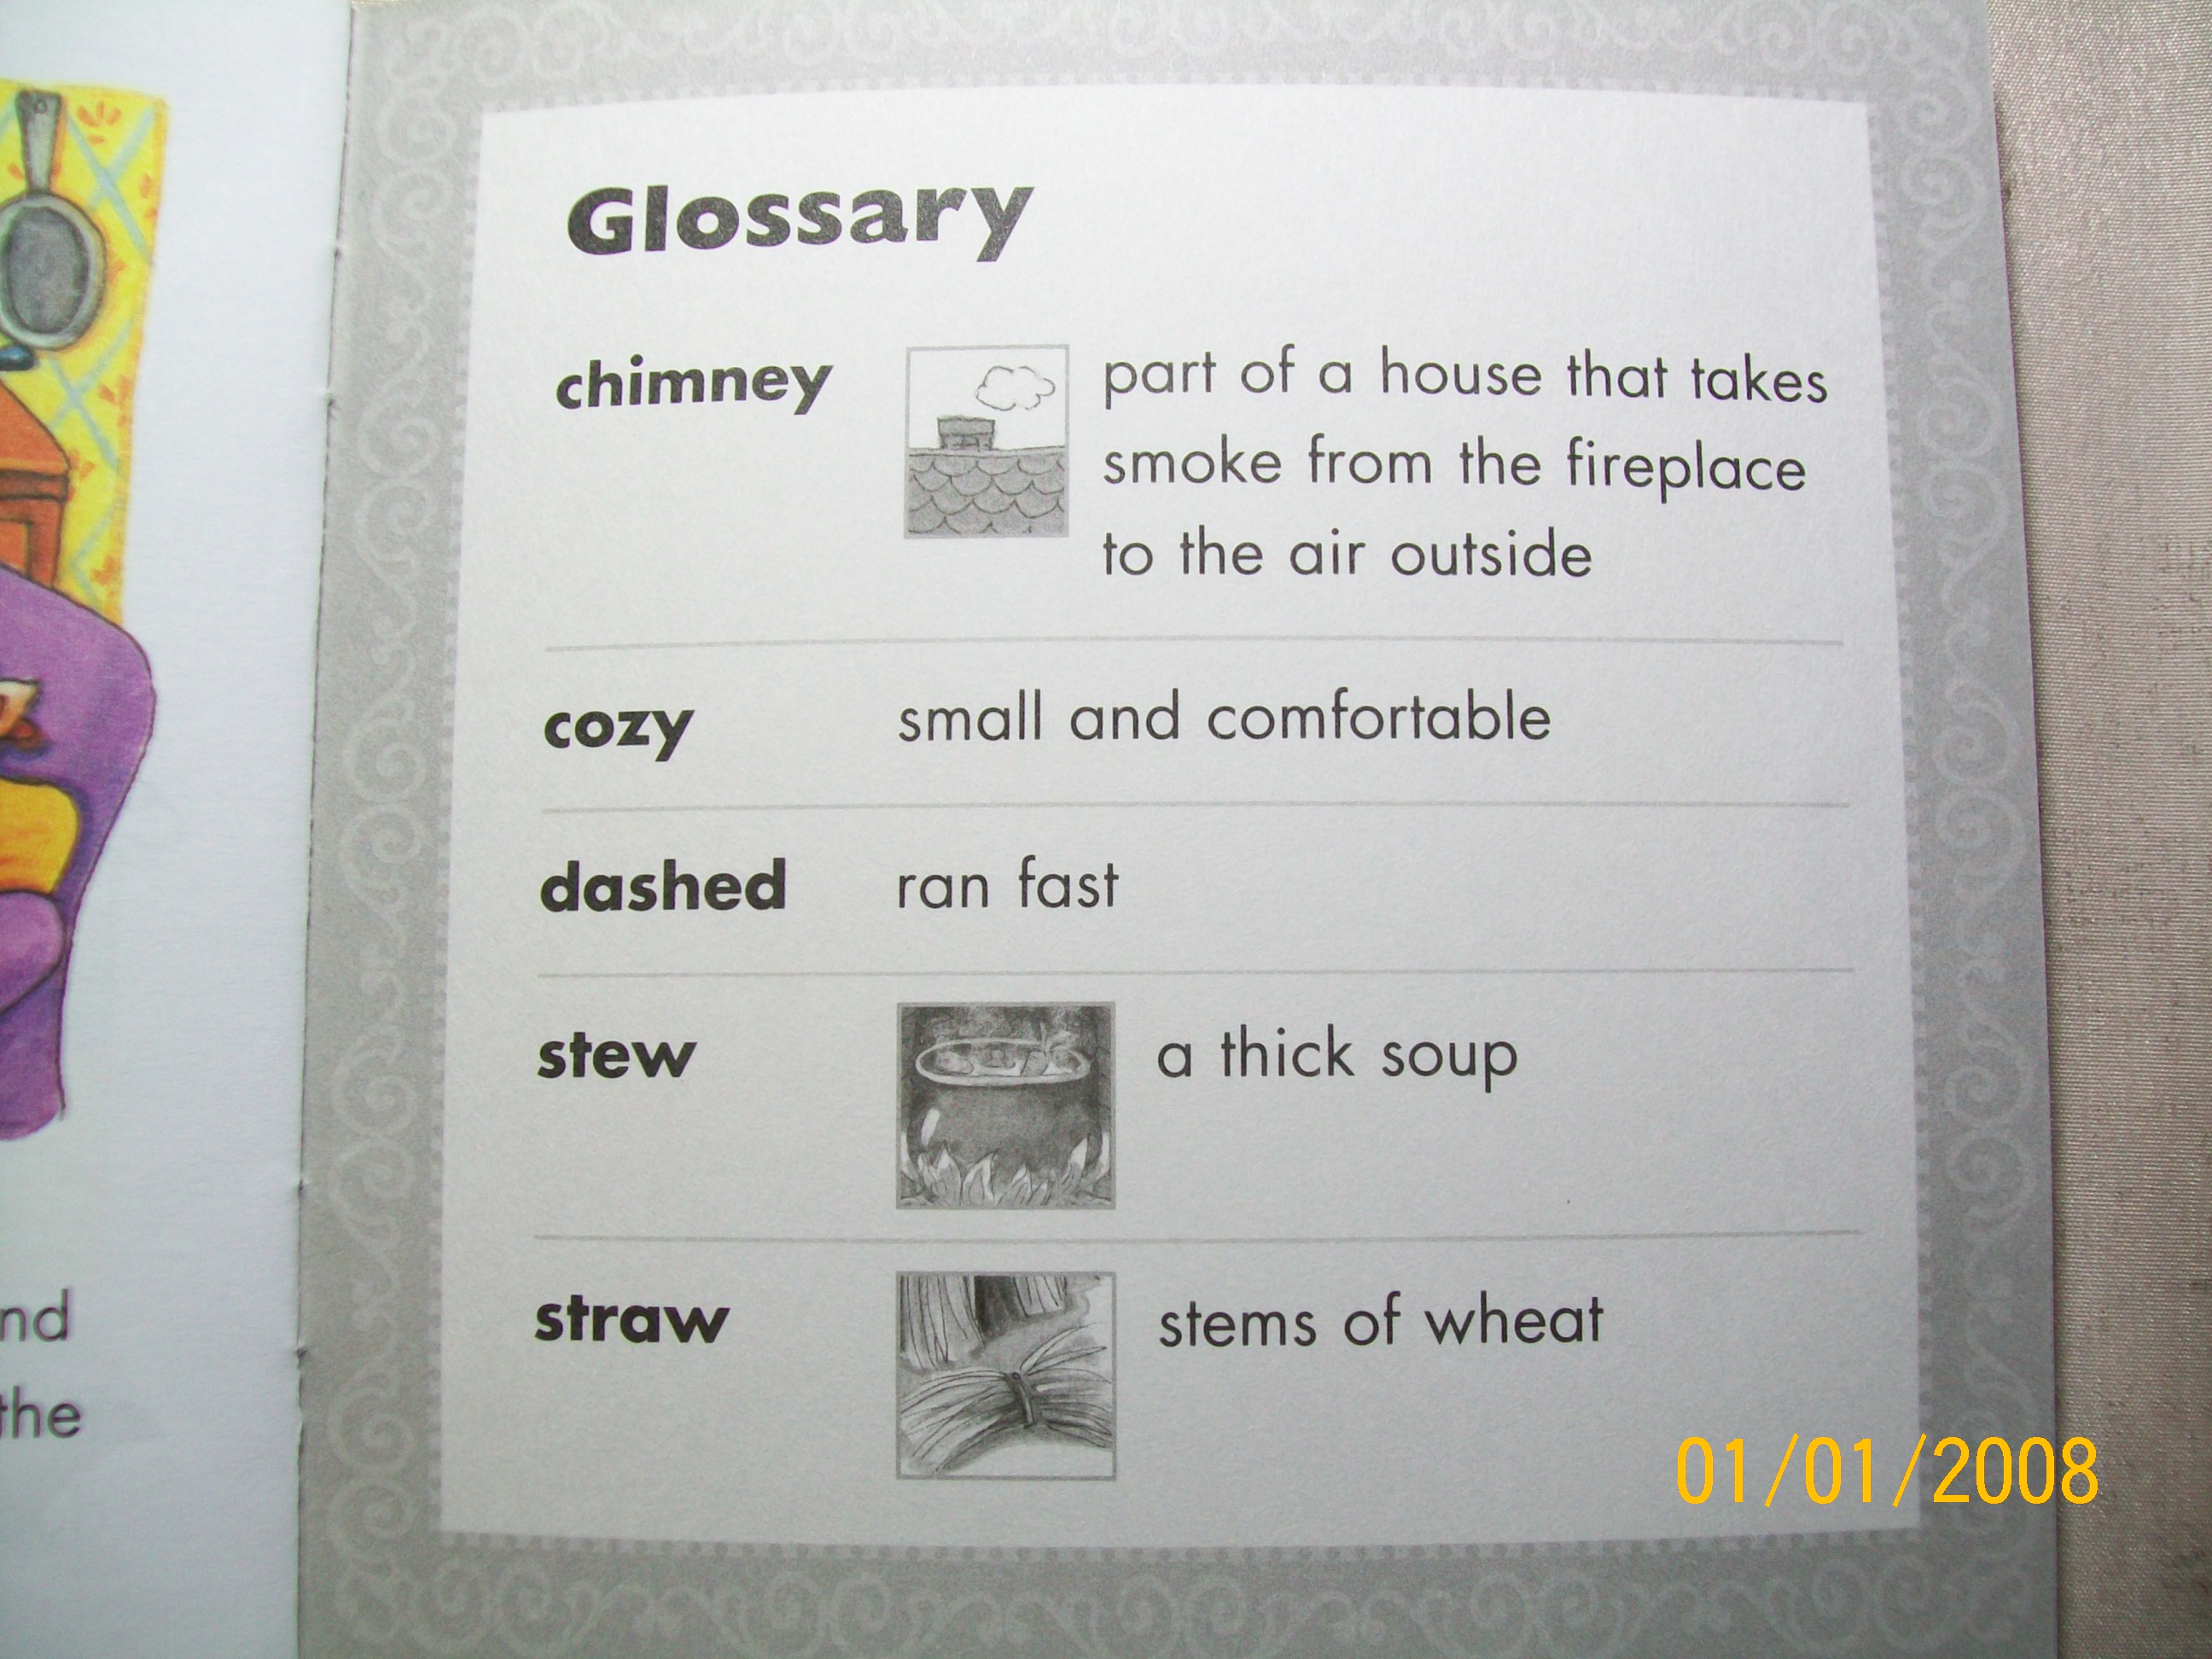 nd
the
Glossary
chimney part of a house that takes
smoke from the fireplace
to the air outside
cozy small and comfortable
dashed ran fast
stew a thick soup
straw stems of wheat
01/01/2008